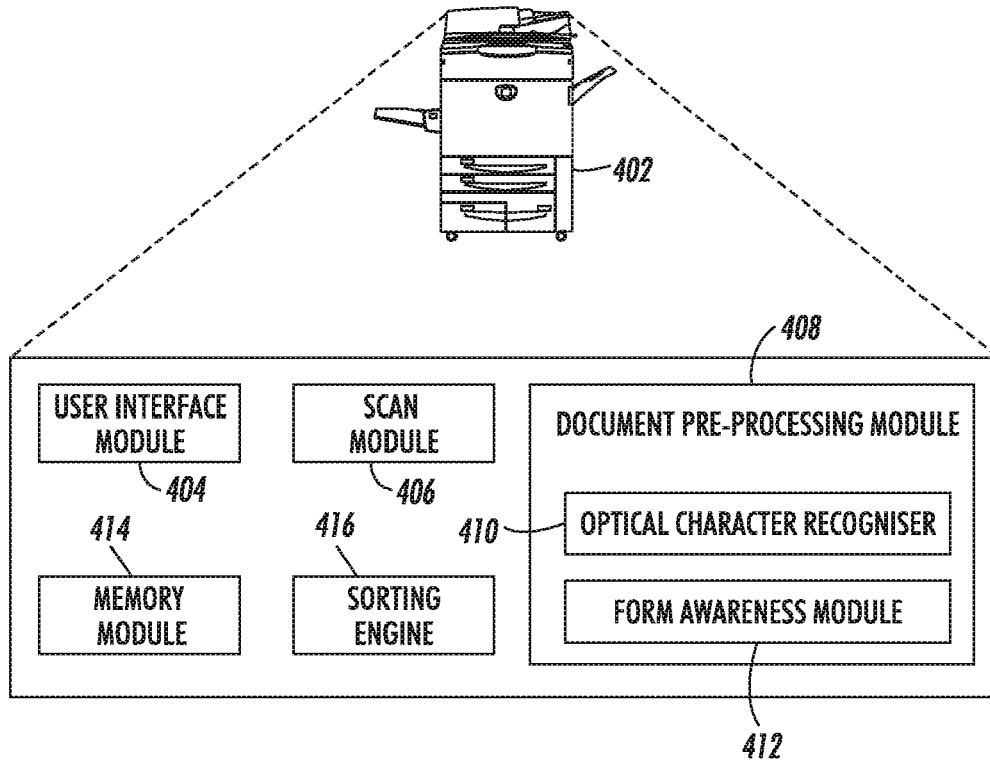 402
408
USER INTERFACE
MODULE
SCAN
MODULE
DOCUMENT PRE-PROCESSING MODULE
404
406
414
416
410
OPTICAL CHARACTER RECOGNISER
MEMORY
MODULE
SORTING
ENGINE
FORM AWARENESS MODULE
412